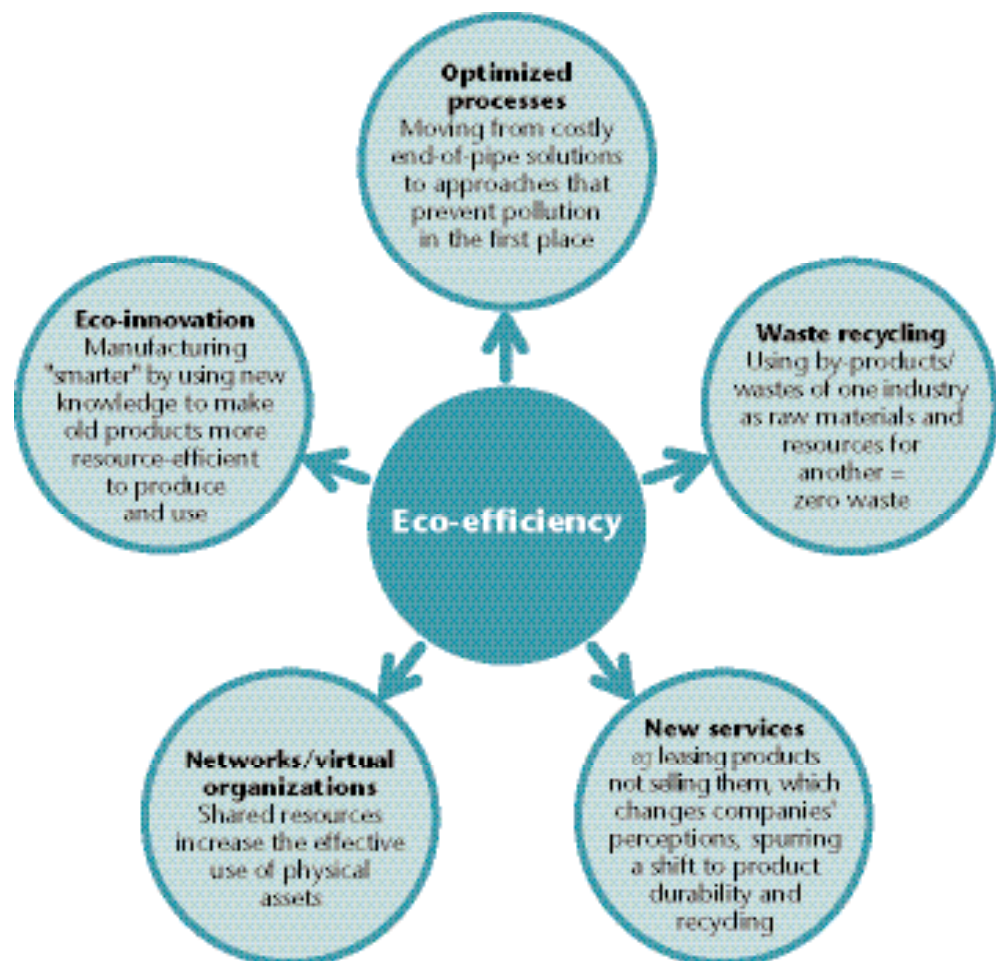 Optimized
processes
Moving from costly
end-of-pipe solutions
to approaches that
prevent pollution
in the first place
Eco-innovation
Manufacturing
"smarter" by using new
knowledge to make
old products more
resource-efficient
to produce
and use
Waste recycling
Using by-products/
wastes of one industry
as raw materials and
resources for
another =
zero waste
Eco-efficiency
Networks/virtual
organizations
Shared resources
increase the effective
use of physical
assets
New services
eg leasing products
not selling them, which
changes companies'
perceptions, spurring
a shift to product
durability and
recycling